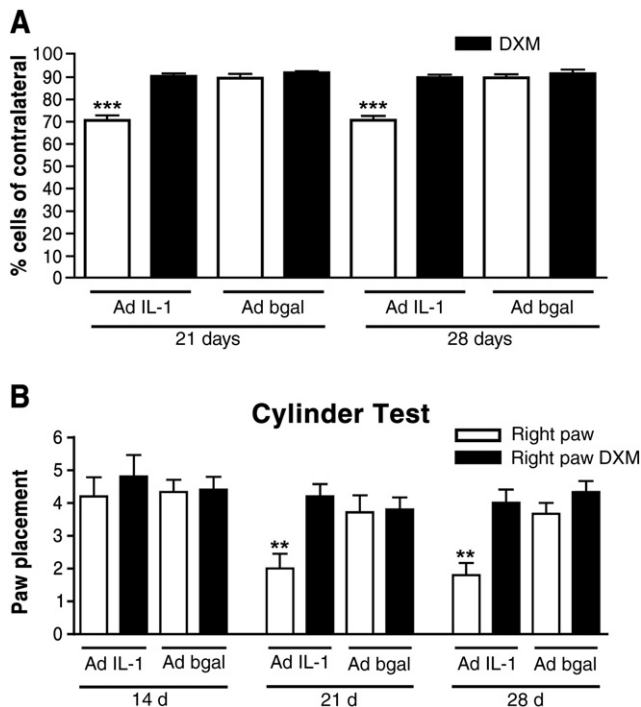 A
DXM
% cells of contralateral
100
90
80
70
60
50
40
30
20
10
0
***
***
Ad IL-1
Ad bgal
Ad IL-1
Ad bgal
21 days
28 days
B
Cylinder Test
Right paw
Right paw DXM
Paw placement
6
5
4
3
2
1
0
**
**
Ad IL-1
Ad bgal
Ad IL-1
Ad bgal
Ad IL-1
Ad bgal
14 d
21 d
28 d